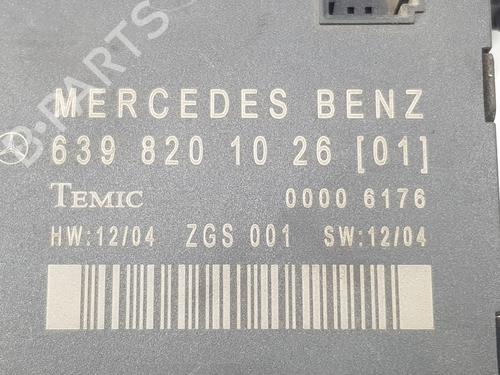 B-PARTS
MERCEDES BENZ
639 820 10 26 [01]
TEMIC 0000 6176
HW:12/04 ZGS 001 SW:12/04